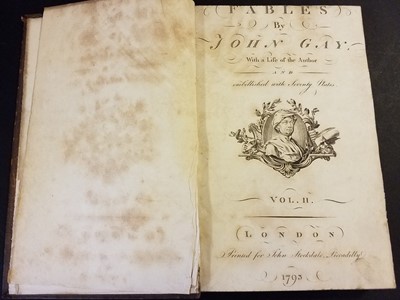 FABLES
By
JOHN GAY,
With a Life of the Author
AND
embellished with Seventy Plates
VOL. II.
LONDON
Printed for John Stockdale, Piccadilly
1793